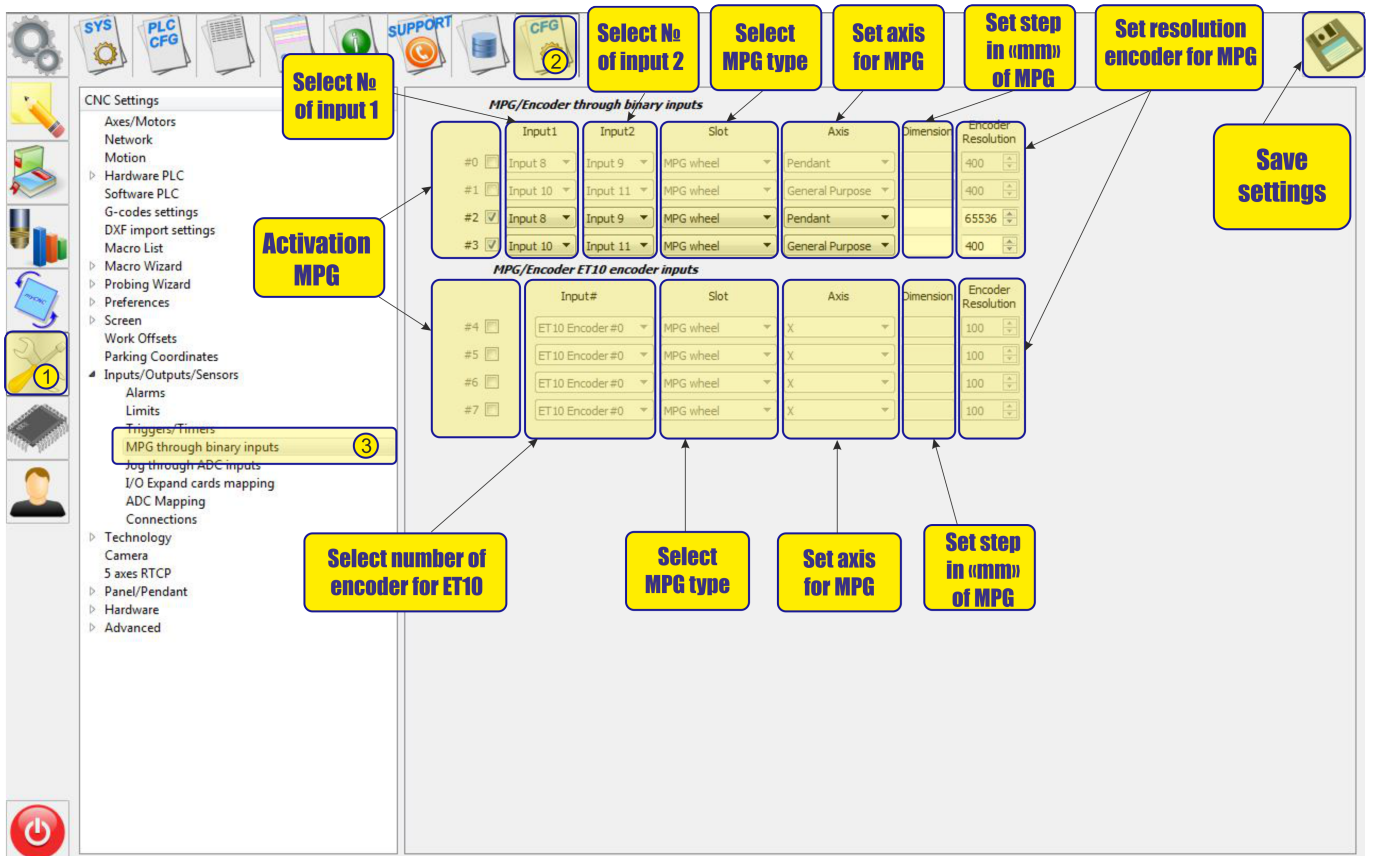 SYS
PLC
CFG
SUPPORT
CFG
2
Select №
of input 1
Select №
of input 2
Select
MPG type
Set axis
for MPG
Set step
in «mm»
of MPG
Set resolution
encoder for MPG
Save
settings
CNC Settings
Axes/Motors
Network
Motion
Hardware PLC
Software PLC
G-codes settings
DXF import settings
Macro List
Macro Wizard
Probing Wizard
Preferences
Screen
Work Offsets
Parking Coordinates
Inputs/Outputs/Sensors
Alarms
Limits
Triggers/Timers
MPG through binary inputs
3
Jog through ADC inputs
I/O Expand cards mapping
ADC Mapping
Connections
Technology
Camera
5 axes RTCP
Panel/Pendant
Hardware
Advanced
1
Activation
MPG
MPG/Encoder through binary inputs
Input1 Input2 Slot Axis Dimension Encoder
Resolution
#0 Input 8 Input 9 MPG wheel Pendant 400
#1 Input 10 Input 11 MPG wheel General Purpose 400
#2 Input 8 Input 9 MPG wheel Pendant 65536
#3 Input 10 Input 11 MPG wheel General Purpose 400
MPG/Encoder ET10 encoder inputs
Input# Slot Axis Dimension Encoder
Resolution
#4 ET10 Encoder #0 MPG wheel X 100
#5 ET10 Encoder #0 MPG wheel X 100
#6 ET10 Encoder #0 MPG wheel X 100
#7 ET10 Encoder #0 MPG wheel X 100
Select number of
encoder for ET10
Select
MPG type
Set axis
for MPG
Set step
in «mm»
of MPG